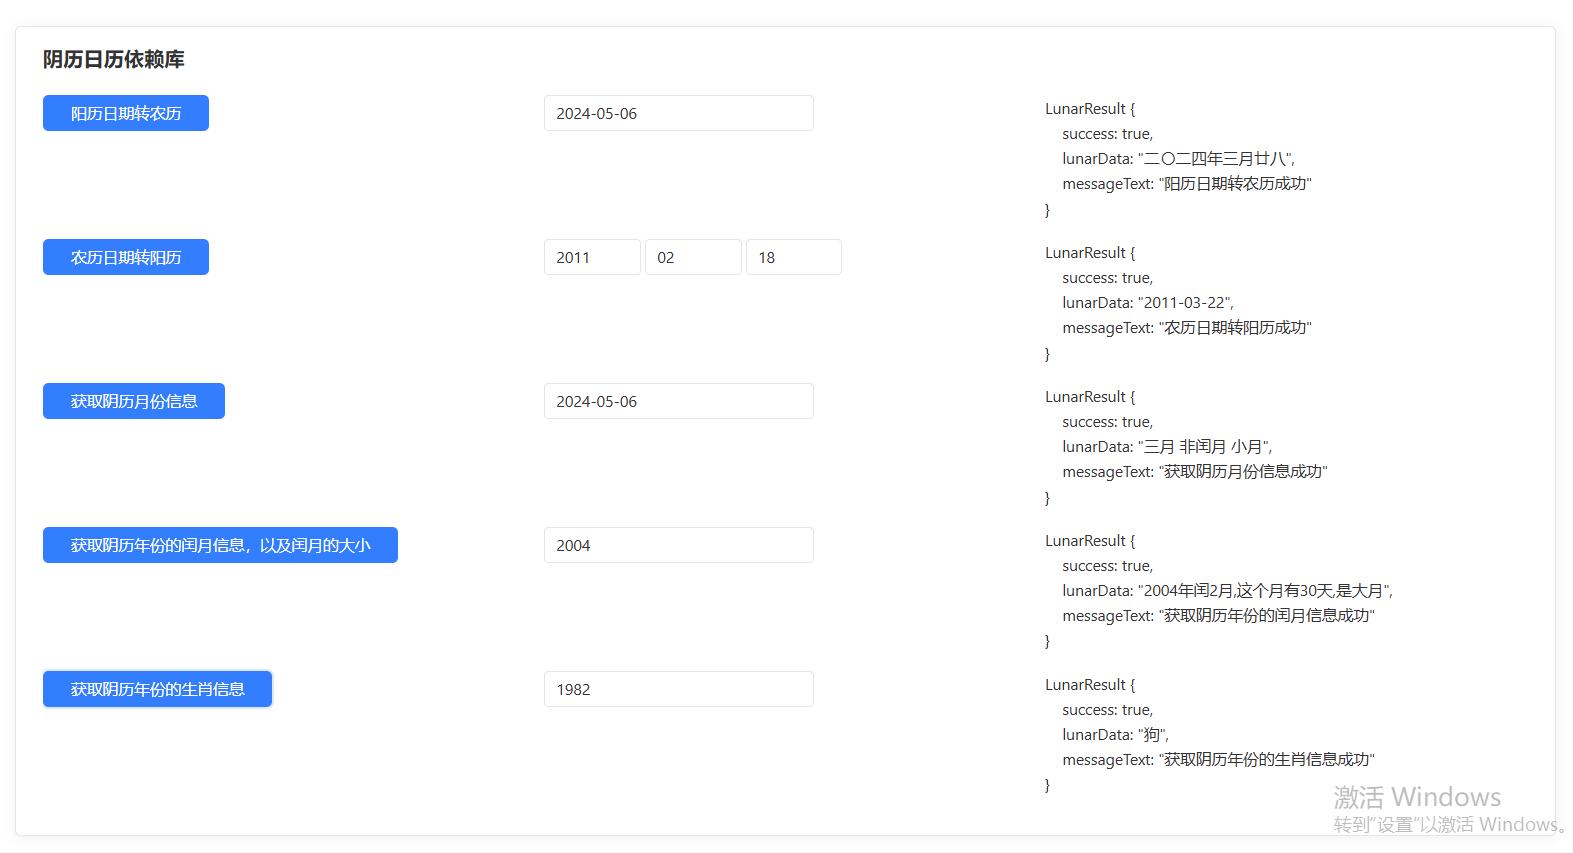 阴历日历依赖库
阳历日期转农历
2024-05-06
LunarResult {
success: true,
lunarData: "二〇二四年三月廿八",
messageText: "阳历日期转农历成功"
}
农历日期转阳历
2011 02 18
LunarResult {
success: true,
lunarData: "2011-03-22",
messageText: "农历日期转阳历成功"
}
获取阴历月份信息
2024-05-06
LunarResult {
success: true,
lunarData: "三月 非闰月 小月",
messageText: "获取阴历月份信息成功"
}
获取阴历年份的闰月信息，以及闰月的大小
2004
LunarResult {
success: true,
lunarData: "2004年闰2月,这个月有30天,是大月",
messageText: "获取阴历年份的闰月信息成功"
}
获取阴历年份的生肖信息
1982
LunarResult {
success: true,
lunarData: "狗",
messageText: "获取阴历年份的生肖信息成功"
}
激活 Windows
转到"设置"以激活 Windows。